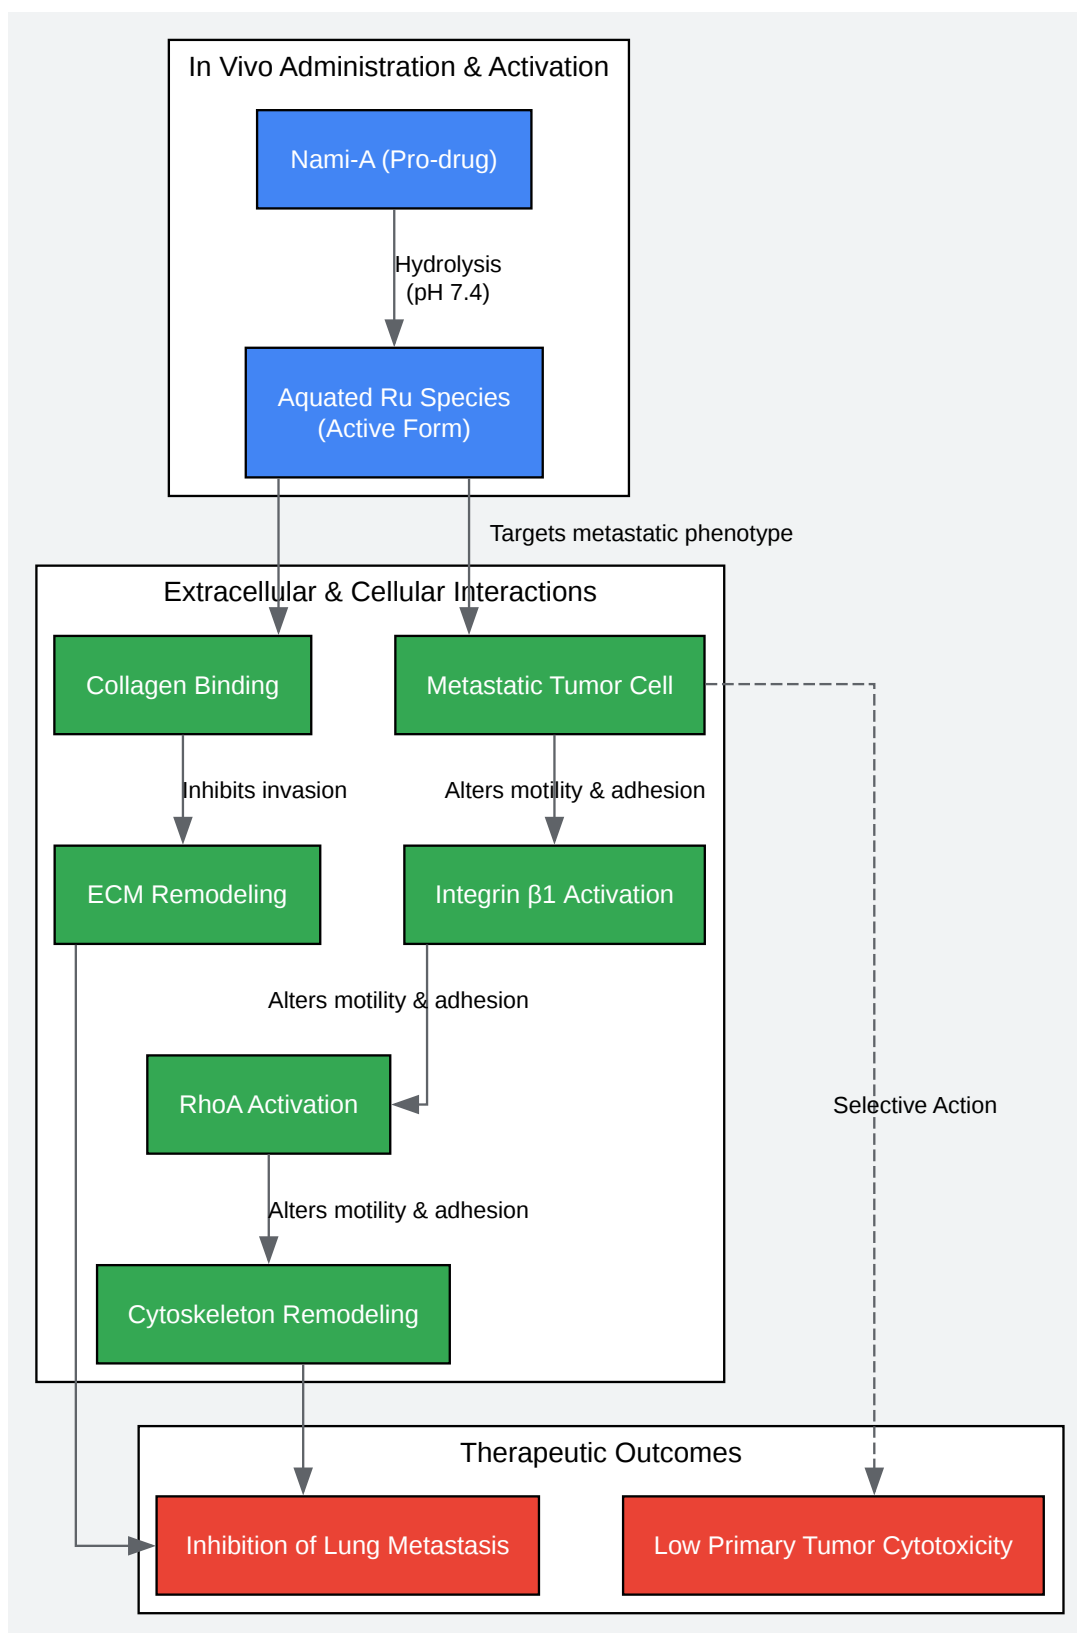 In Vivo Administration & Activation
Nami-A (Pro-drug)
Hydrolysis
(pH 7.4)
Aquated Ru Species
(Active Form)
Targets metastatic phenotype
Extracellular & Cellular Interactions
Collagen Binding
Metastatic Tumor Cell
Inhibits invasion
Alters motility & adhesion
ECM Remodeling
Integrin β1 Activation
Alters motility & adhesion
RhoA Activation
Selective Action
Alters motility & adhesion
Cytoskeleton Remodeling
Therapeutic Outcomes
Inhibition of Lung Metastasis
Low Primary Tumor Cytotoxicity